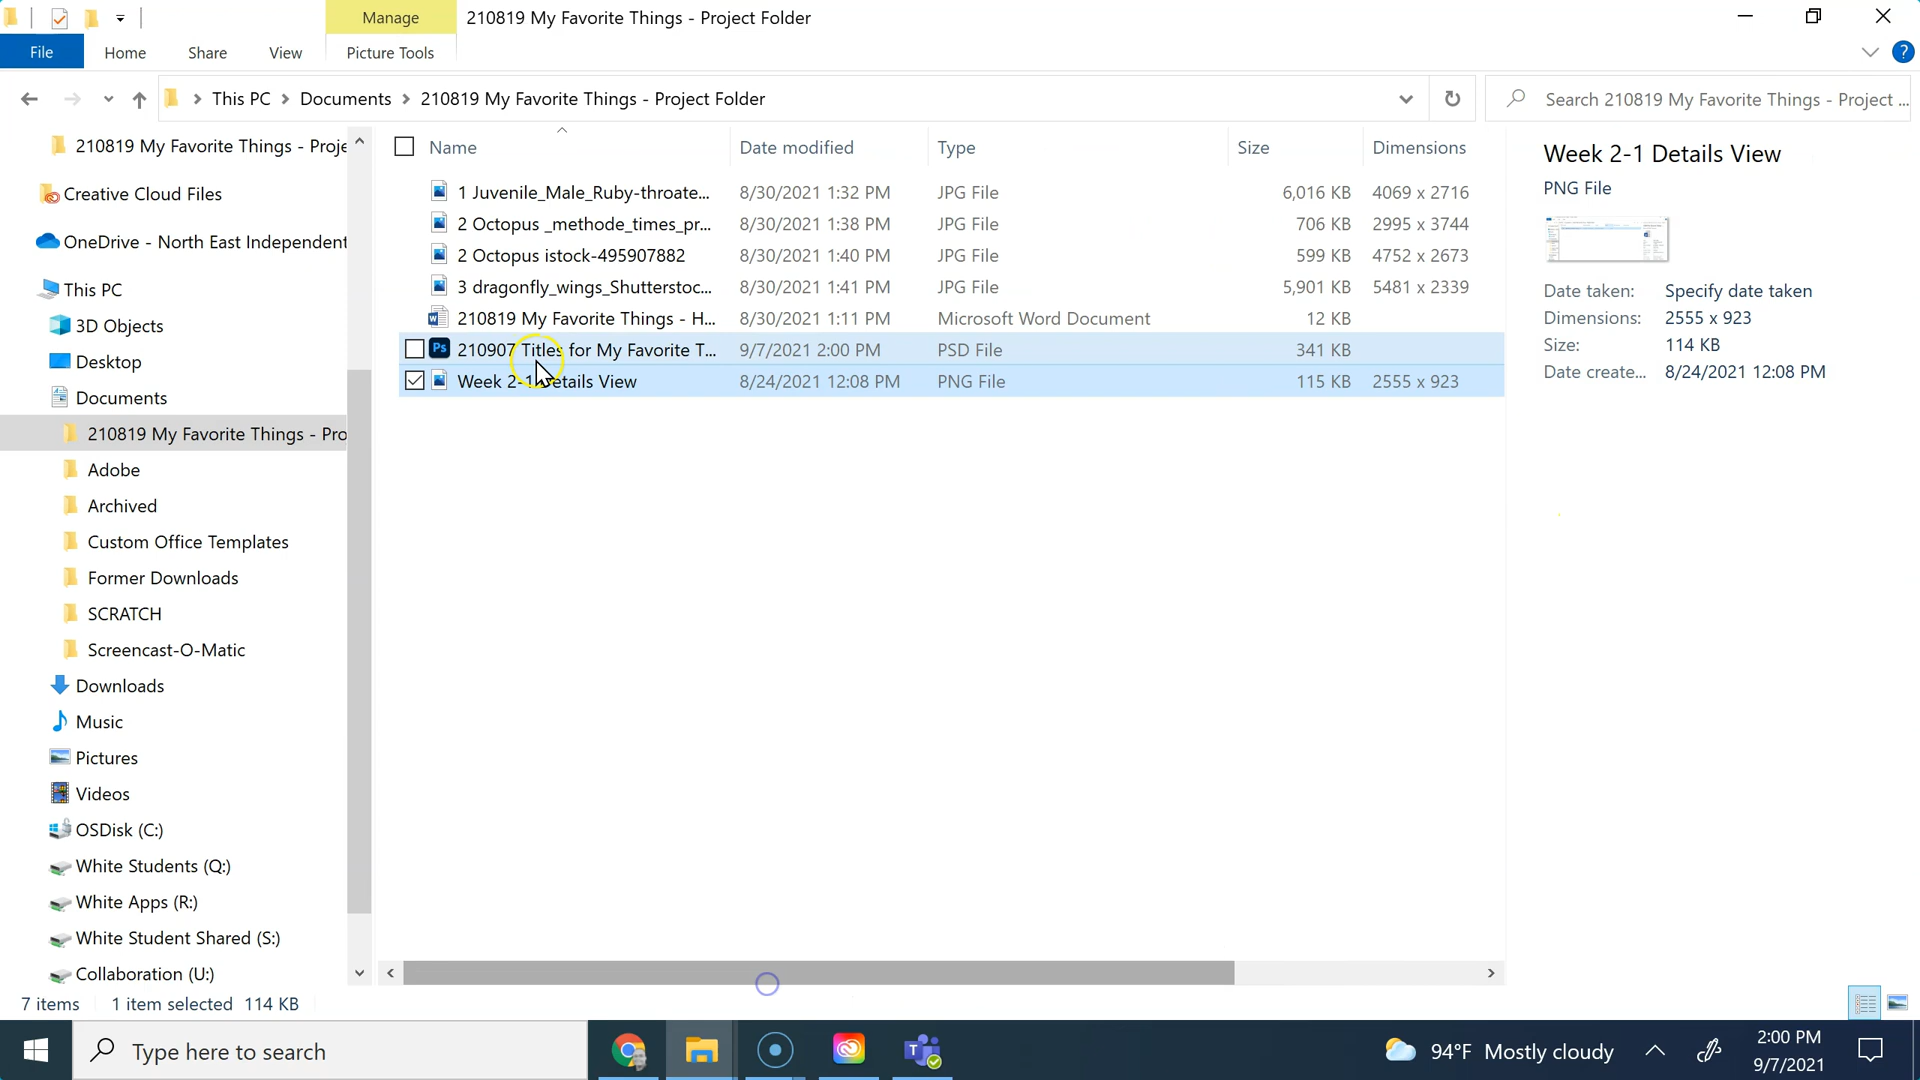 Manage
210819 My Favorite Things - Project Folder
File
Home
Share
View
Picture Tools
This PC
Documents
210819 My Favorite Things - Project Folder
Search 210819 My Favorite Things - Project ...
210819 My Favorite Things - Proje
Creative Cloud Files
OneDrive - North East Independent
This PC
3D Objects
Desktop
Documents
210819 My Favorite Things - Pro
Adobe
Archived
Custom Office Templates
Former Downloads
SCRATCH
Screencast-O-Matic
Downloads
Music
Pictures
Videos
OSDisk (C:)
White Students (Q:)
White Apps (R:)
White Student Shared (S:)
Collaboration (U:)
Name Date modified Type Size Dimensions
1 Juvenile_Male_Ruby-throate... 8/30/2021 1:32 PM JPG File 6,016 KB 4069 x 2716
2 Octopus _methode_times_pr... 8/30/2021 1:38 PM JPG File 706 KB 2995 x 3744
2 Octopus istock-495907882 8/30/2021 1:40 PM JPG File 599 KB 4752 x 2673
3 dragonfly_wings_Shutterstoc... 8/30/2021 1:41 PM JPG File 5,901 KB 5481 x 2339
210819 My Favorite Things - H... 8/30/2021 1:11 PM Microsoft Word Document 12 KB
Ps 210907 Titles for My Favorite T... 9/7/2021 2:00 PM PSD File 341 KB
Week 2-1 Details View 8/24/2021 12:08 PM PNG File 115 KB 2555 x 923
Week 2-1 Details View
PNG File
Date taken: Specify date taken
Dimensions: 2555 x 923
Size: 114 KB
Date create... 8/24/2021 12:08 PM
7 items 1 item selected 114 KB
Type here to search
94°F Mostly cloudy
2:00 PM
9/7/2021